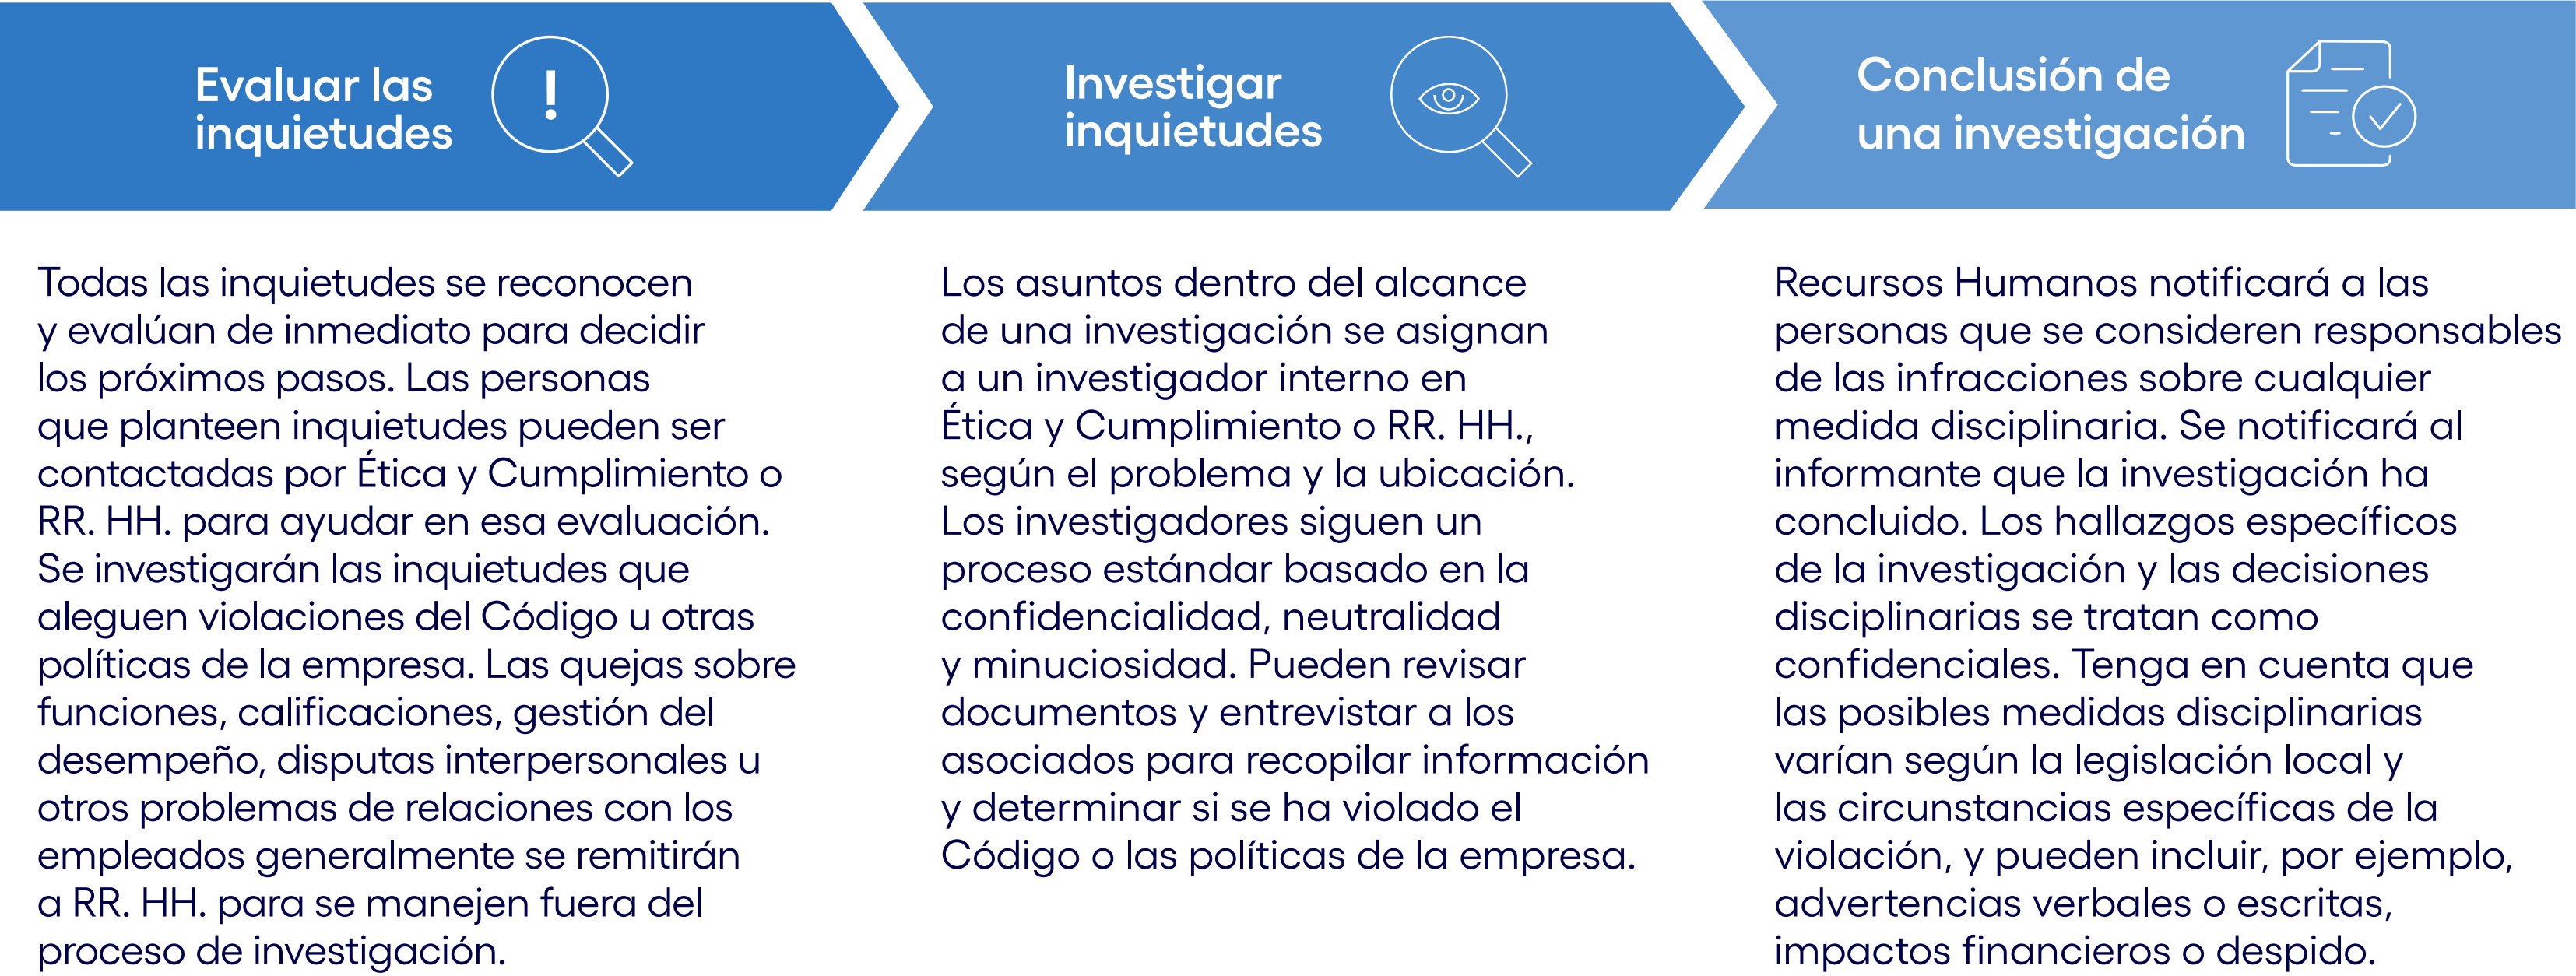 Evaluar las
inquietudes
Todas las inquietudes se reconocen
y evalúan de inmediato para decidir
los próximos pasos. Las personas
que planteen inquietudes pueden ser
contactadas por Ética y Cumplimiento o
RR. HH. para ayudar en esa evaluación.
Se investigarán las inquietudes que
aleguen violaciones del Código u otras
políticas de la empresa. Las quejas sobre
funciones, calificaciones, gestión del
desempeño, disputas interpersonales u
otros problemas de relaciones con los
empleados generalmente se remitirán
a RR. HH. para se manejen fuera del
proceso de investigación.
Investigar
inquietudes
Los asuntos dentro del alcance
de una investigación se asignan
a un investigador interno en
Ética y Cumplimiento o RR. HH.,
según el problema y la ubicación.
Los investigadores siguen un
proceso estándar basado en la
confidencialidad, neutralidad
y minuciosidad. Pueden revisar
documentos y entrevistar a los
asociados para recopilar información
y determinar si se ha violado el
Código o las políticas de la empresa.
Conclusión de
una investigación
Recursos Humanos notificará a las
personas que se consideren responsables
de las infracciones sobre cualquier
medida disciplinaria. Se notificará al
informante que la investigación ha
concluido. Los hallazgos específicos
de la investigación y las decisiones
disciplinarias se tratan como
confidenciales. Tenga en cuenta que
las posibles medidas disciplinarias
varían según la legislación local y
las circunstancias específicas de la
violación, y pueden incluir, por ejemplo,
advertencias verbales o escritas,
impactos financieros o despido.